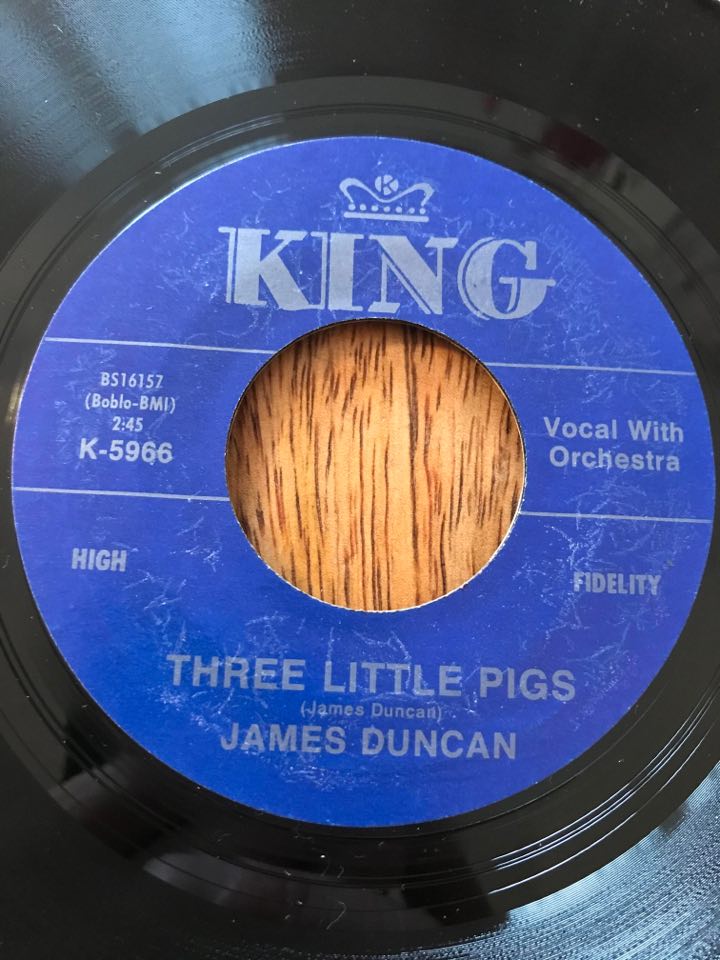 K
KING
BS16157
(Boblo-BMI)
2:45
K-5966
Vocal With
Orchestra
HIGH
FIDELITY
THREE LITTLE PIGS
(James Duncan)
JAMES DUNCAN